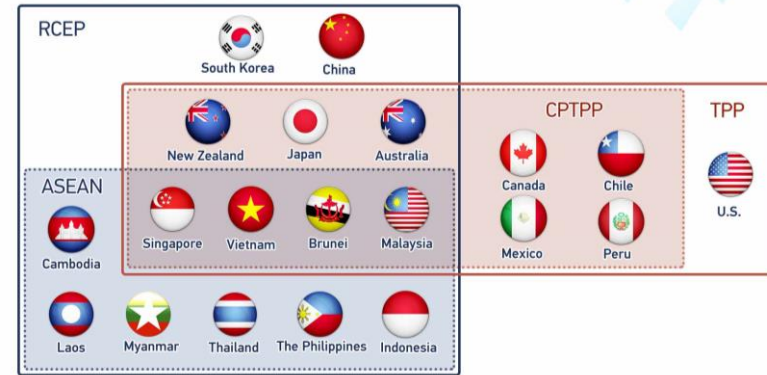 RCEP
South Korea
China
CPTPP
TPP
New Zealand
Japan
Australia
Canada
Chile
U.S.
ASEAN
Singapore
Vietnam
Brunei
Malaysia
Cambodia
Mexico
Peru
Laos
Myanmar
Thailand
The Philippines
Indonesia